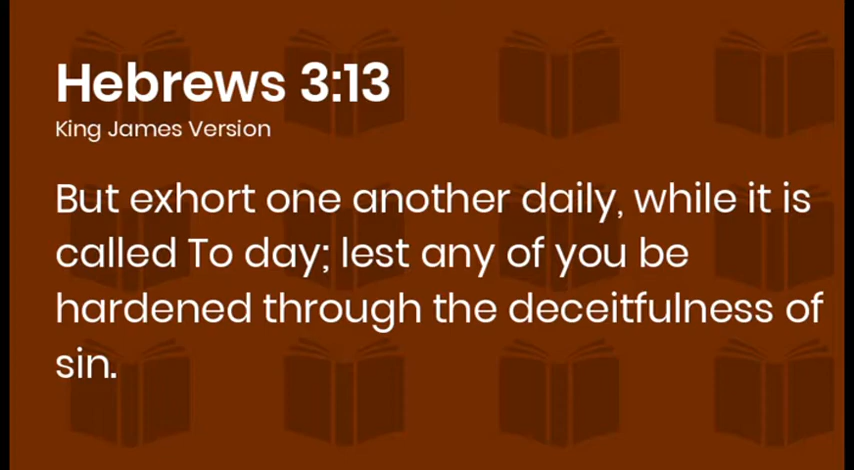 Hebrews 3:13
King James Version
But exhort one another daily, while it is
called To day; lest any of you be
hardened through the deceitfulness of
sin.